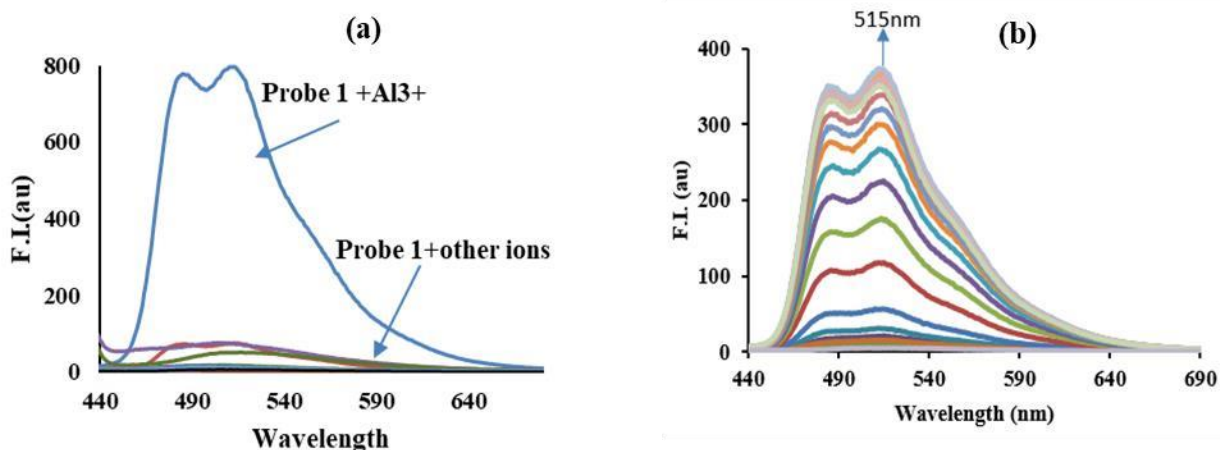 (a)
800
600
400
200
0
F.I.(au)
Probe 1 +Al3+
Probe 1+other ions
440 490 540 590 640
Wavelength
515nm
(b)
400
300
200
100
0
F.I. (au)
440 490 540 590 640 690
Wavelength (nm)